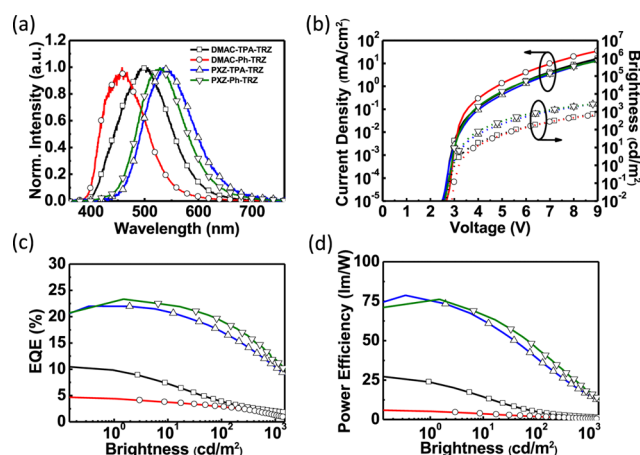 (a)
DMAC-TPA-TRZ
DMAC-Ph-TRZ
PXZ-TPA-TRZ
PXZ-Ph-TRZ
1.0
0.8
0.6
0.4
0.2
0.0
Norm. Intensity (a.u.)
400 500 600 700
Wavelength (nm)
(b)
10²
10¹
10⁰
10⁻¹
10⁻²
10⁻³
10⁻⁴
10⁻⁵
Current Density (mA/cm²)
10⁷
10⁶
10⁵
10⁴
10³
10²
10¹
10⁰
10⁻¹
10⁻²
Brightness (cd/m²)
0 1 2 3 4 5 6 7 8 9
Voltage (V)
(c)
30
25
20
15
10
5
0
EQE (%)
10⁰ 10¹ 10² 10³
Brightness (cd/m²)
(d)
100
75
50
25
0
Power Efficiency (lm/W)
10⁰ 10¹ 10² 10³
Brightness (cd/m²)